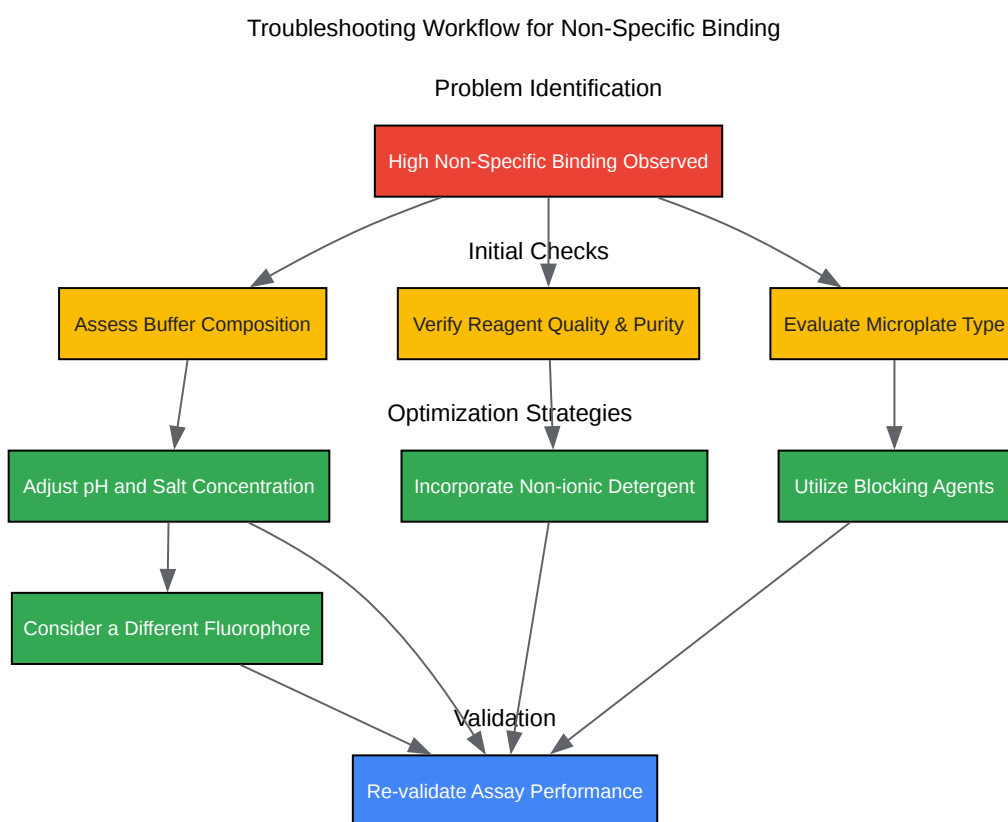 Troubleshooting Workflow for Non-Specific Binding
Problem Identification
High Non-Specific Binding Observed
Initial Checks
Assess Buffer Composition
Verify Reagent Quality & Purity
Evaluate Microplate Type
Optimization Strategies
Adjust pH and Salt Concentration
Incorporate Non-ionic Detergent
Utilize Blocking Agents
Consider a Different Fluorophore
Validation
Re-validate Assay Performance